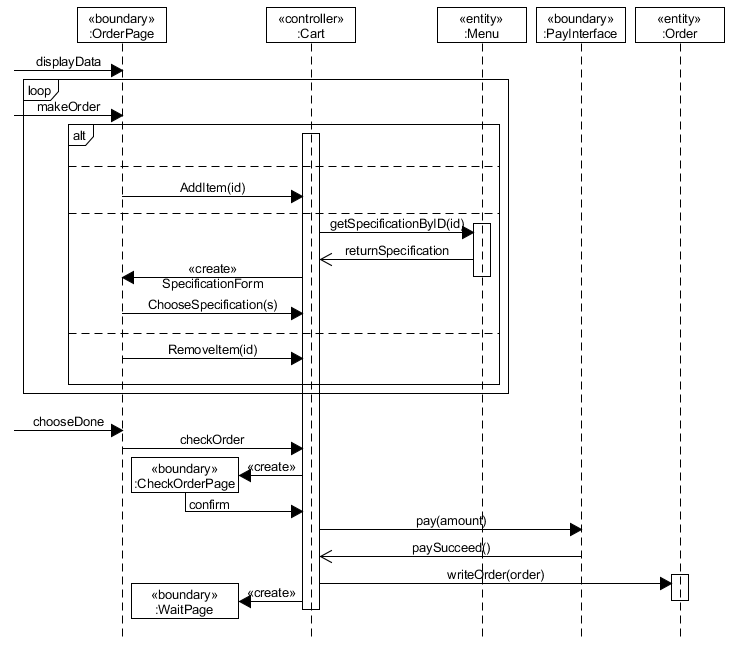 «boundary»
:OrderPage
«controller»
:Cart
«entity»
:Menu
«boundary»
:PayInterface
«entity»
:Order
displayData
loop
makeOrder
alt
AddItem(id)
getSpecificationByID(id)
returnSpecification
«create»
SpecificationForm
ChooseSpecification(s)
RemoveItem(id)
chooseDone
checkOrder
«boundary»
:CheckOrderPage
«create»
confirm
pay(amount)
paySucceed()
writeOrder(order)
«boundary»
:WaitPage
«create»